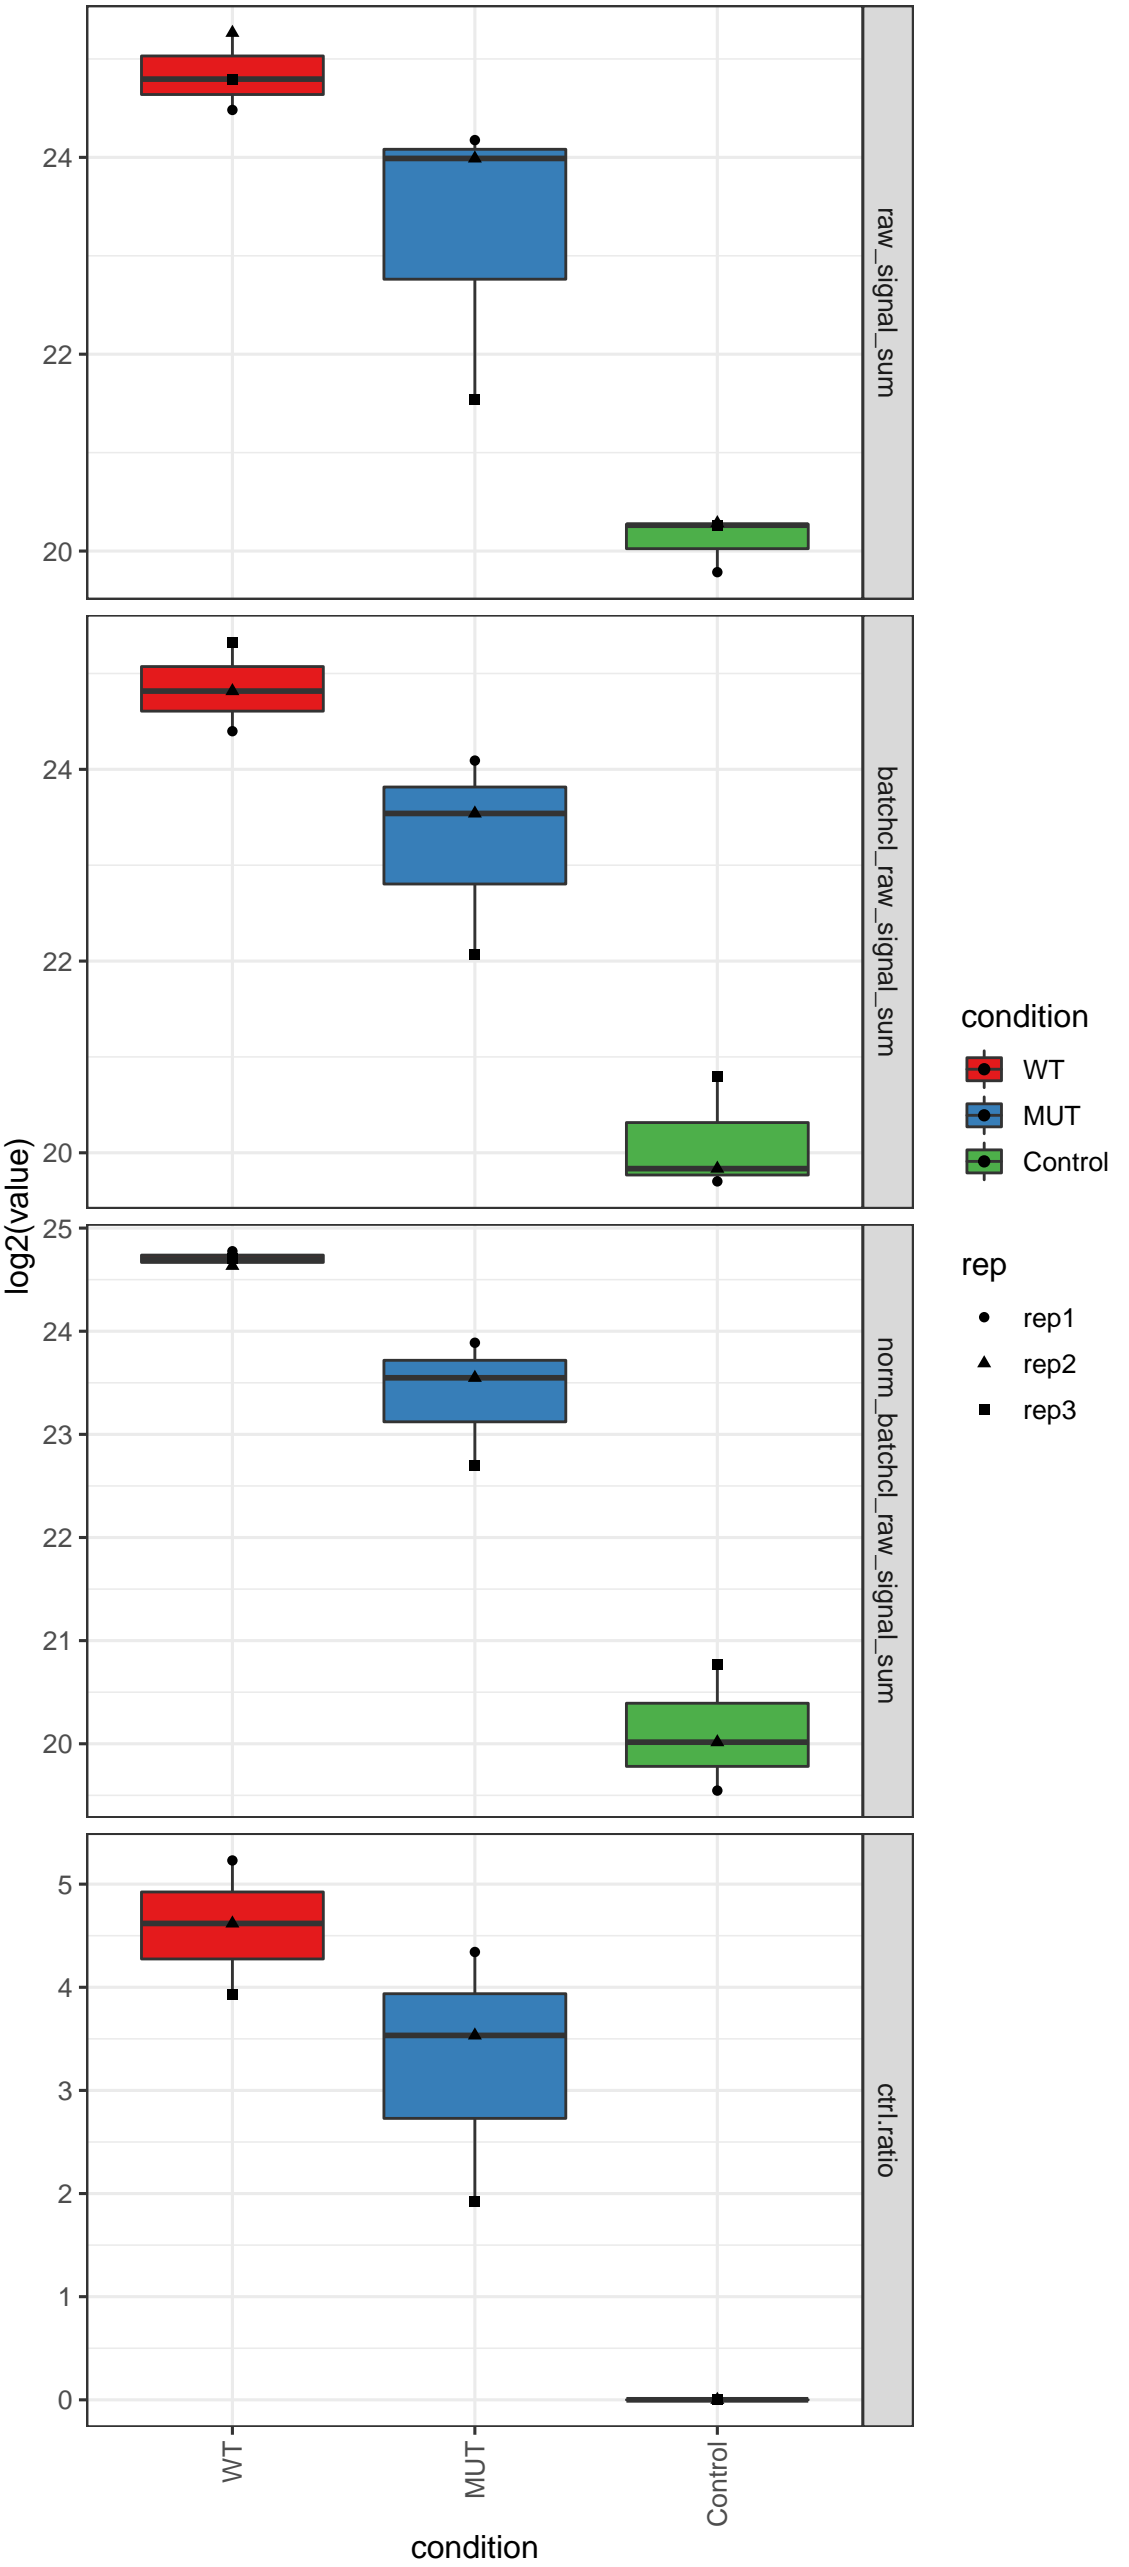 24
22
20
raw_signal_sum
24
22
20
batchcl_raw_signal_sum
25
24
23
22
21
20
norm_batchcl_raw_signal_sum
5
4
3
2
1
0
ctrl.ratio
log2(value)
WT
MUT
Control
condition
condition
WT
MUT
Control
rep
rep1
rep2
rep3